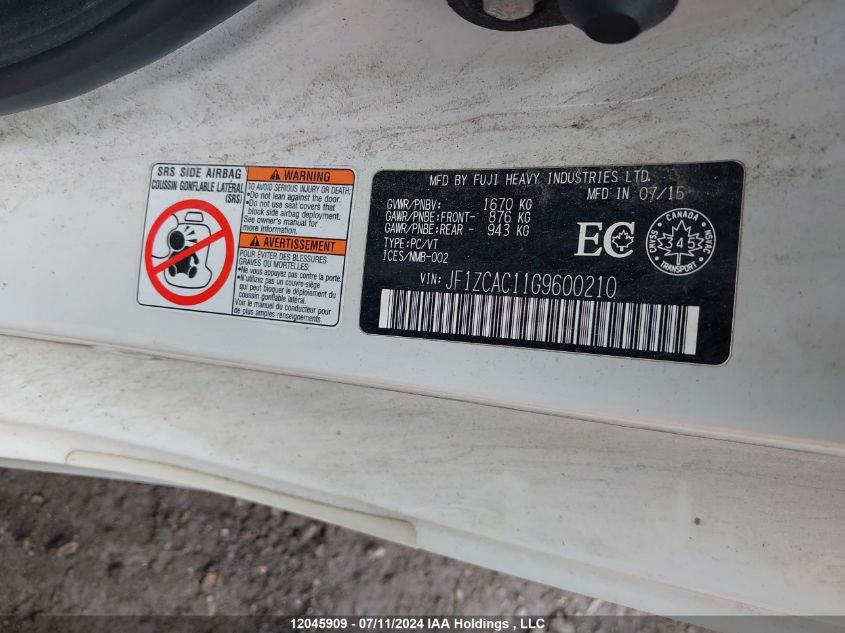 SRS SIDE AIRBAG
COUSSIN GONFLABLE LATÉRAL
(SRS)
WARNING
TO AVOID SERIOUS INJURY OR DEATH:
•Do not lean against the door.
•Do not use seat covers that
block side airbag deployment.
See owner's manual for
more information.
AVERTISSEMENT
POUR ÉVITER DES BLESSURES
GRAVES OU MORTELLES:
•Ne vous appuyez pas contre la porte.
•N'utilisez pas un couvre-siège
qui peut bloquer le déploiement du
coussin gonflable latéral.
Voir le manuel du conducteur pour
de plus amples renseignements.
MFD BY FUJI HEAVY INDUSTRIES LTD.
MFD IN 07/15
GVWR/PNBV: 1670 KG
GAWR/PNBE:FRONT- 876 KG
GAWR/PNBE:REAR - 943 KG
TYPE:PC/VT
ICES/NMB-002
EC
CANADA
CMVSS
345
NSVAC
TRANSPORT
VIN: JF1ZCAC11G9600210
12045909 - 07/11/2024 IAA Holdings , LLC